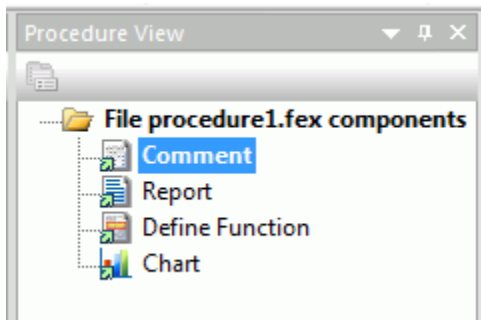 Procedure View
File procedure1.fex components
Comment
Report
Define Function
Chart